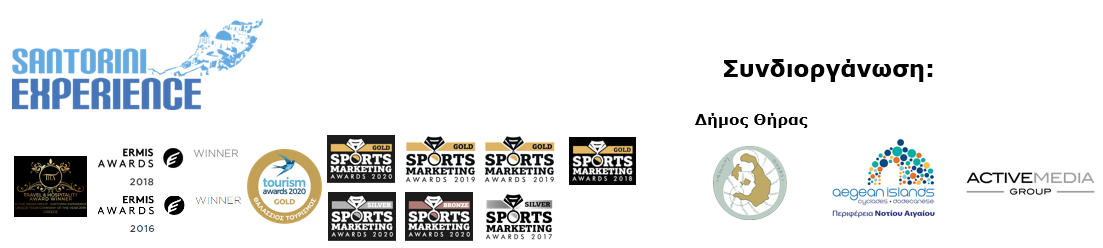 SANTORINI
EXPERIENCE
Συνδιοργάνωση:
Δήμος Θήρας
TRAVEL & HOSPITALITY
AWARD WINNER
ERMIS
AWARDS
WINNER
2018
ERMIS
AWARDS
WINNER
2016
tourism
awards 2020
GOLD
ΘΑΛΑΣΣΙΟΣ ΤΟΥΡΙΣΜΟΣ
GOLD
SPORTS
MARKETING
AWARDS 2020
GOLD
SPORTS
MARKETING
AWARDS 2019
GOLD
SPORTS
MARKETING
AWARDS 2019
GOLD
SPORTS
MARKETING
AWARDS 2018
SILVER
SPORTS
MARKETING
AWARDS 2020
BRONZE
SPORTS
MARKETING
AWARDS 2020
SILVER
SPORTS
MARKETING
AWARDS 2017
aegean islands
cyclades - dodecanese
Περιφέρεια Νοτίου Αιγαίου
ACTIVEMEDIA
GROUP